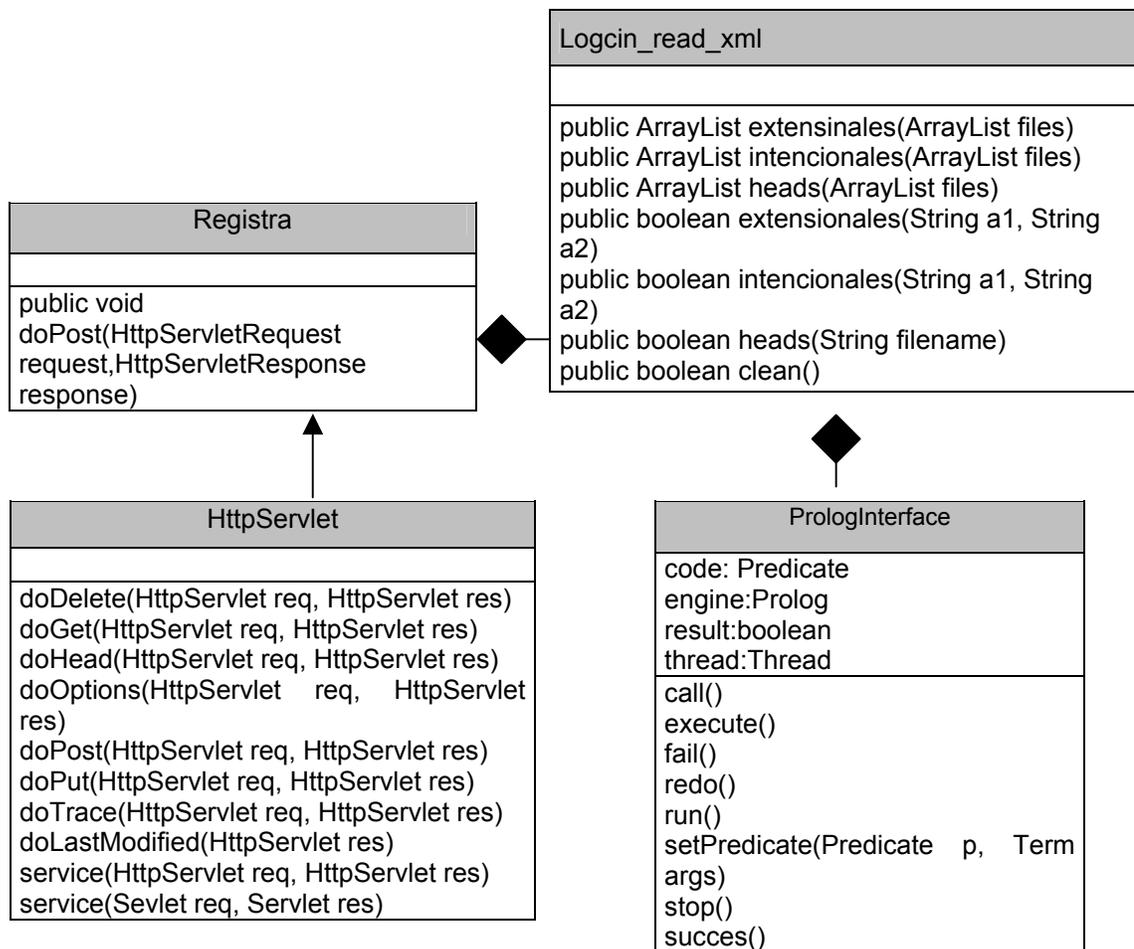 Logcin_read_xml
public ArrayList extensinales(ArrayList files)
public ArrayList intencionales(ArrayList files)
public ArrayList heads(ArrayList files)
public boolean extensionales(String a1, String
a2)
public boolean intencionales(String a1, String
a2)
public boolean heads(String filename)
public boolean clean()
Registra
public void
doPost(HttpServletRequest
request,HttpServletResponse
response)
HttpServlet
doDelete(HttpServlet req, HttpServlet res)
doGet(HttpServlet req, HttpServlet res)
doHead(HttpServlet req, HttpServlet res)
doOptions(HttpServlet req, HttpServlet
res)
doPost(HttpServlet req, HttpServlet res)
doPut(HttpServlet req, HttpServlet res)
doTrace(HttpServlet req, HttpServlet res)
doLastModified(HttpServlet res)
service(HttpServlet req, HttpServlet res)
service(Sevlet req, Servlet res)
PrologInterface
code: Predicate
engine:Prolog
result:boolean
thread:Thread
call()
execute()
fail()
redo()
run()
setPredicate(Predicate p, Term
args)
stop()
succes()